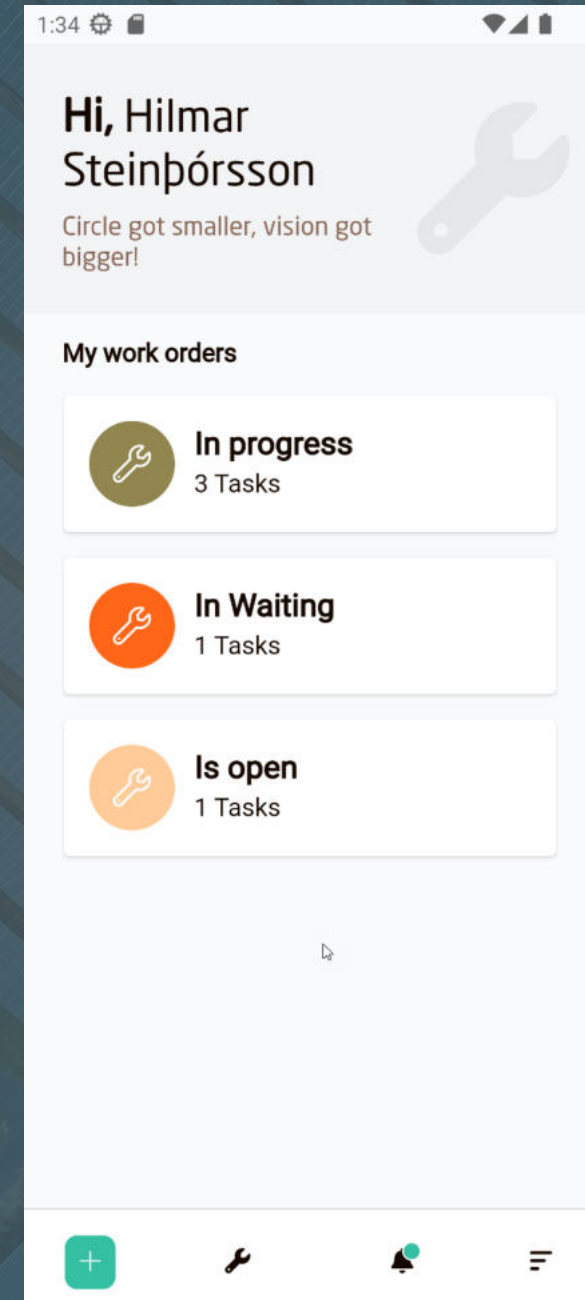 1:34
Hi, Hilmar
Steinþórsson
Circle got smaller, vision got
bigger!
My work orders
In progress
3 Tasks
In Waiting
1 Tasks
Is open
1 Tasks